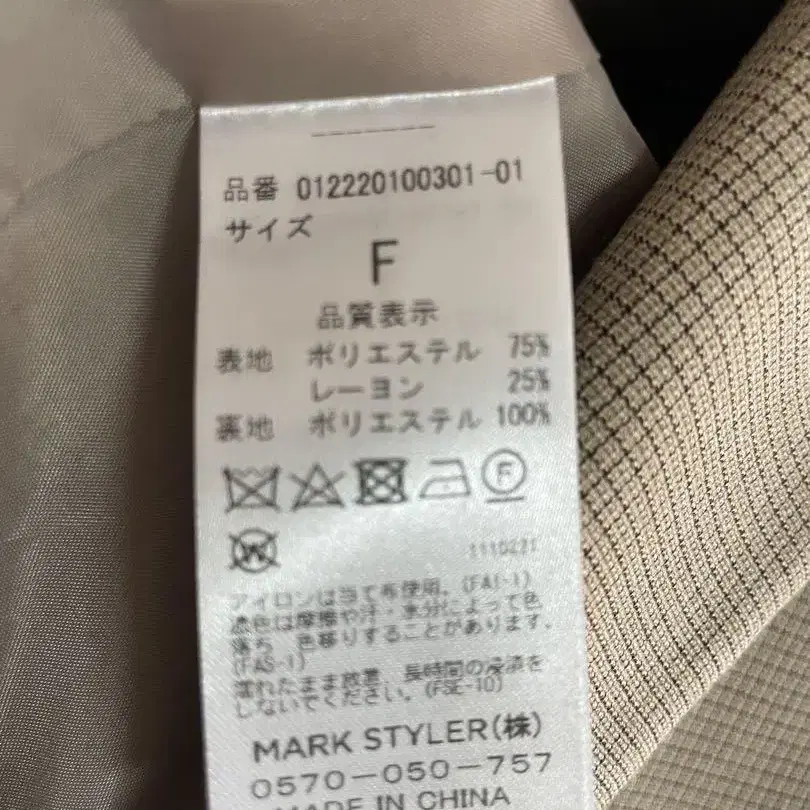 品番 012220100301-01
サイズ
F
品質表示
表地 ポリエステル 75%
レーヨン 25%
裏地 ポリエステル 100%
F
W
アイロンは当て布使用。(FAI-1)
濃色は摩擦や汗・水分によって色
落ち 色移りすることがあります。
(FAS-1)
濡れたまま放置、長時間の浸漬を
しないでください。(FSE-10)
MARK STYLER(株)
0570-050-757
MADE IN CHINA